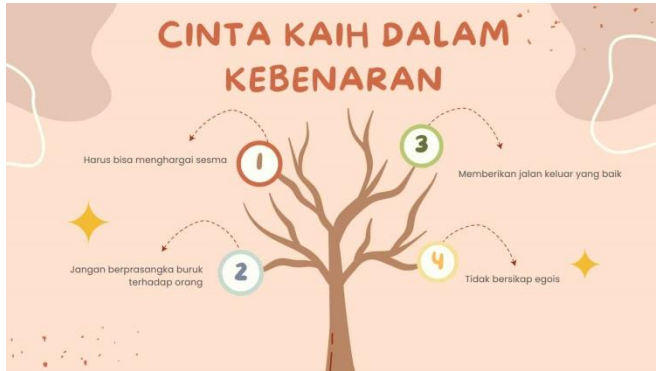 CINTA KAIH DALAM
KEBENARAN
1
Harus bisa menghargai sesma
2
Jangan berprasangka buruk
terhadap orang
3
Memberikan jalan keluar yang baik
4
Tidak bersikap egois